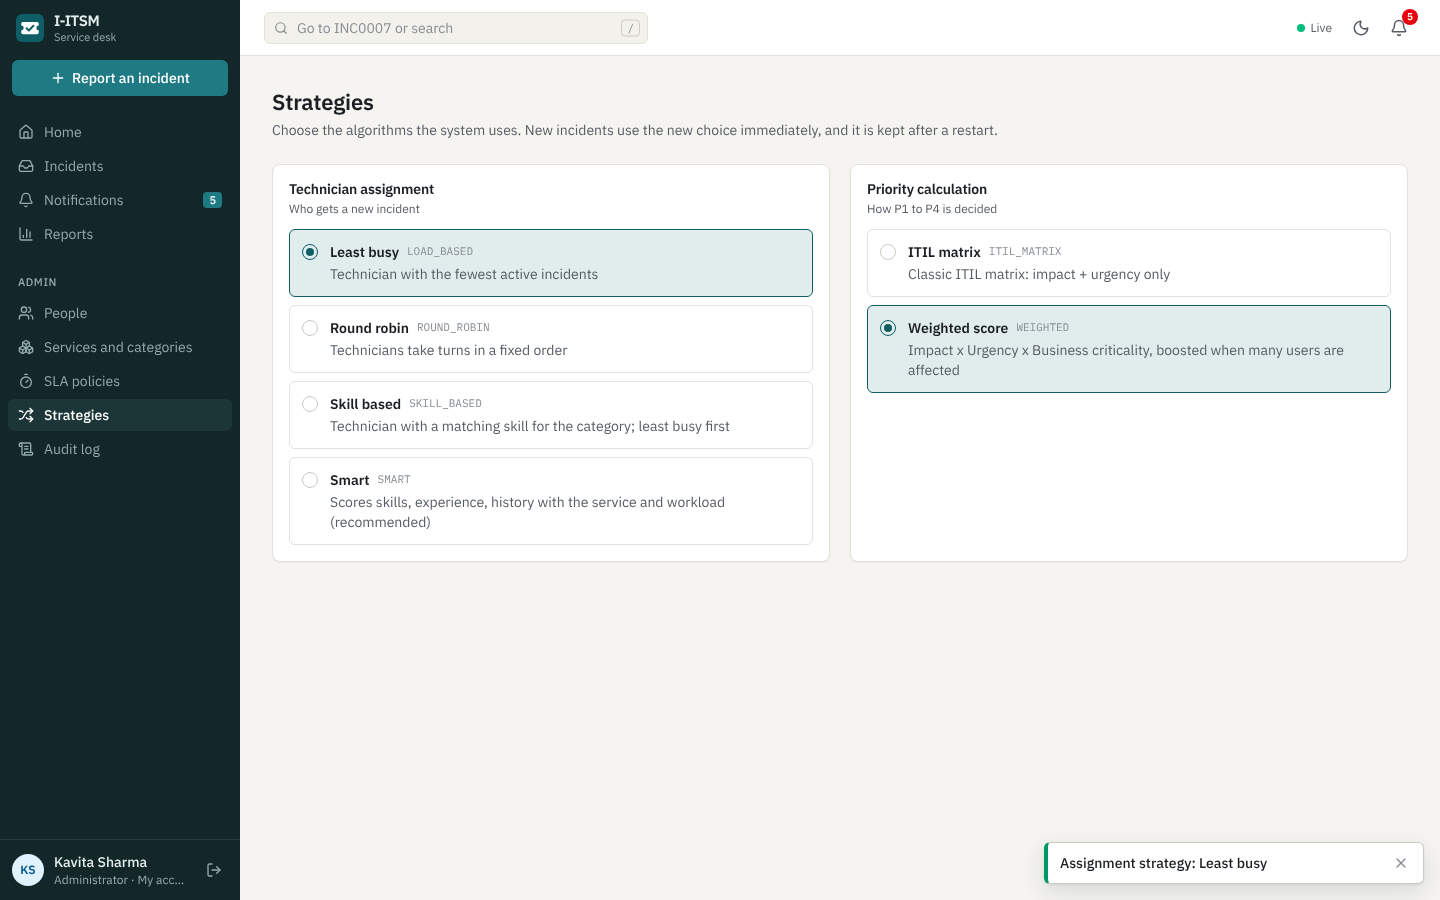 I-ITSM
Service desk
Report an incident
Home
Incidents
Notifications 5
Reports
ADMIN
People
Services and categories
SLA policies
Strategies
Audit log
KS
Kavita Sharma
Administrator · My acc...
Go to INC0007 or search /
Live
5
Strategies
Choose the algorithms the system uses. New incidents use the new choice immediately, and it is kept after a restart.
Technician assignment
Who gets a new incident
Least busy LOAD_BASED
Technician with the fewest active incidents
Round robin ROUND_ROBIN
Technicians take turns in a fixed order
Skill based SKILL_BASED
Technician with a matching skill for the category; least busy first
Smart SMART
Scores skills, experience, history with the service and workload
(recommended)
Priority calculation
How P1 to P4 is decided
ITIL matrix ITIL_MATRIX
Classic ITIL matrix: impact + urgency only
Weighted score WEIGHTED
Impact x Urgency x Business criticality, boosted when many users are
affected
Assignment strategy: Least busy